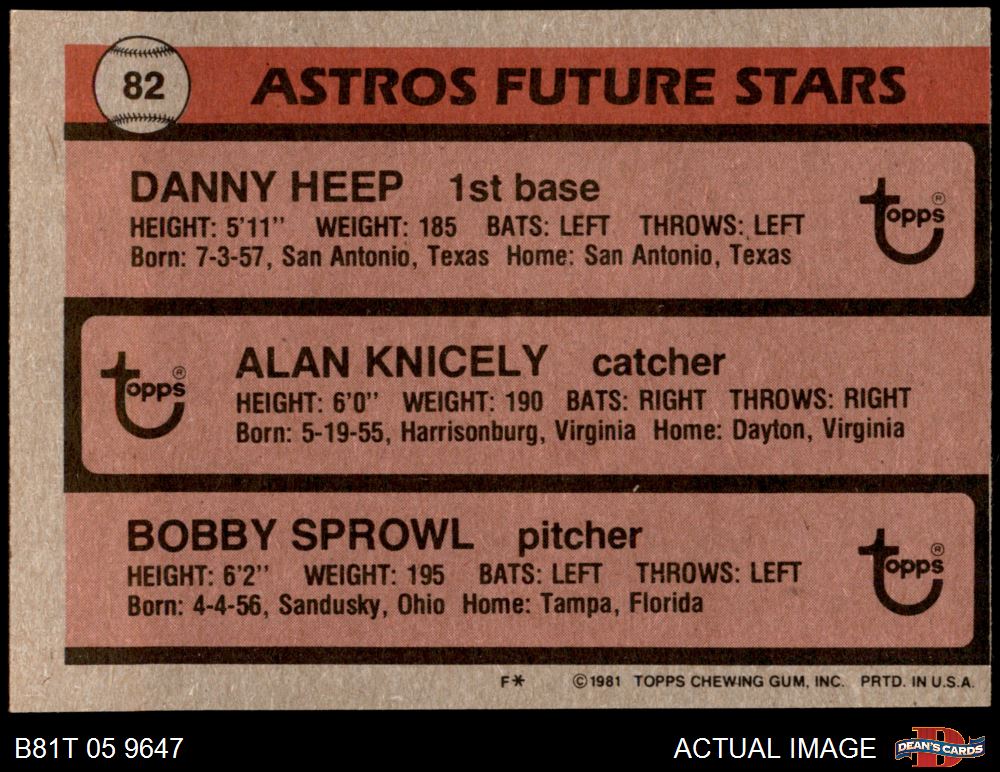 82 ASTROS FUTURE STARS
DANNY HEEP 1st base
HEIGHT: 5'11" WEIGHT: 185 BATS: LEFT THROWS: LEFT
Born: 7-3-57, San Antonio, Texas Home: San Antonio, Texas
topps®
ALAN KNICELY catcher
HEIGHT: 6'0" WEIGHT: 190 BATS: RIGHT THROWS: RIGHT
Born: 5-19-55, Harrisonburg, Virginia Home: Dayton, Virginia
topps®
BOBBY SPROWL pitcher
HEIGHT: 6'2" WEIGHT: 195 BATS: LEFT THROWS: LEFT
Born: 4-4-56, Sandusky, Ohio Home: Tampa, Florida
topps®
F* ©1981 TOPPS CHEWING GUM, INC. PRTD. IN U.S.A.
B81T 05 9647 ACTUAL IMAGE D DEAN'S CARDS